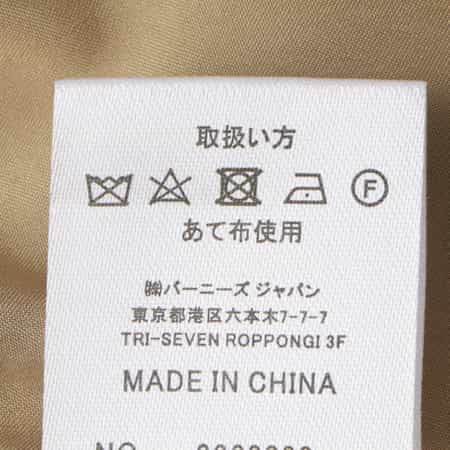 取扱い方
F
あて布使用
㈱バーニーズ ジャパン
東京都港区六本木7-7-7
TRI-SEVEN ROPPONGI 3F
MADE IN CHINA